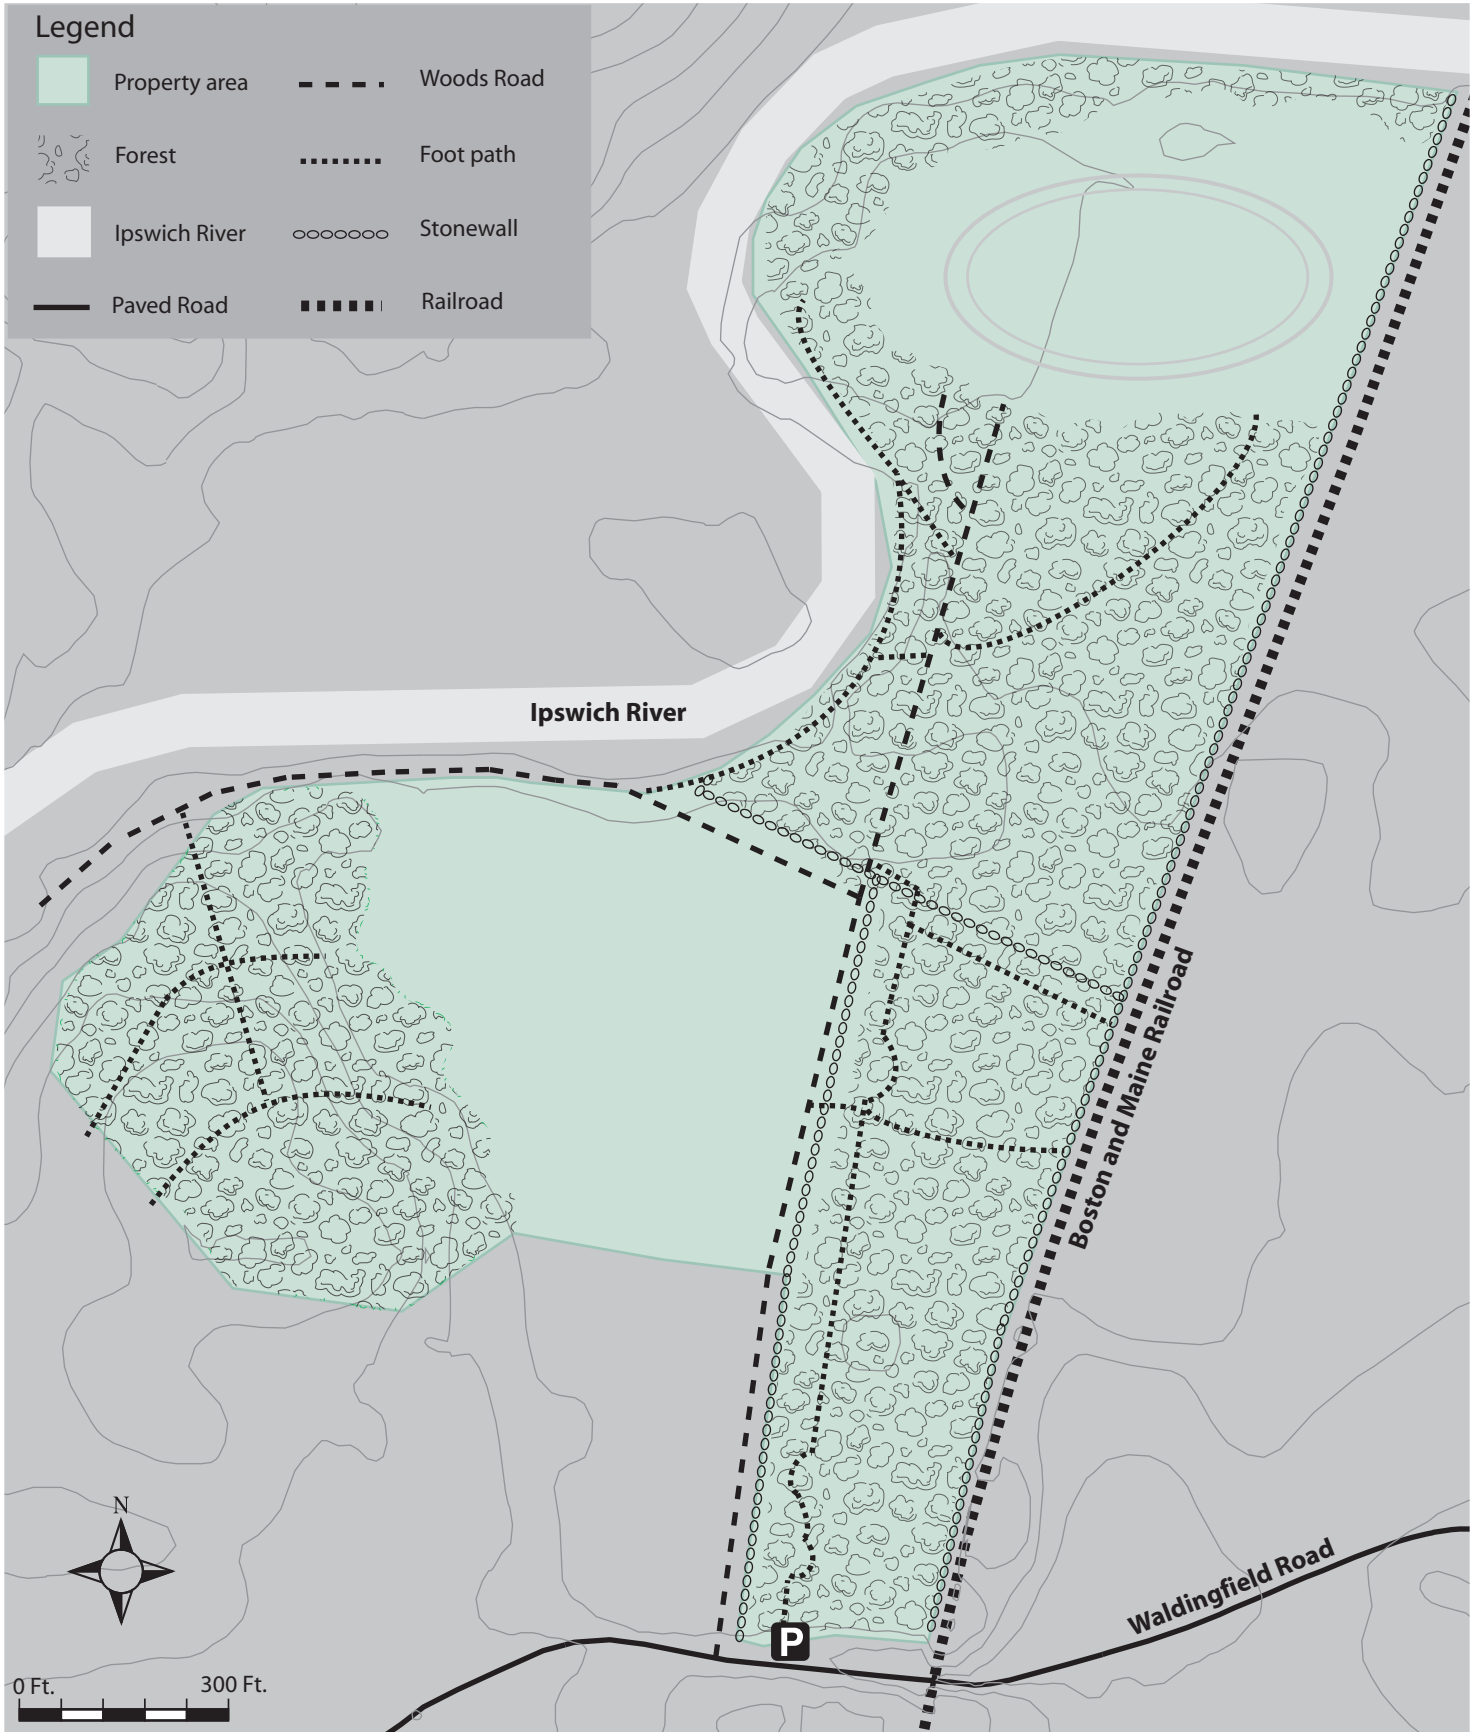 Legend
Property area
Woods Road
Forest
Foot path
Ipswich River
Stonewall
Paved Road
Railroad
Ipswich River
Boston and Maine Railroad
N
Waldingfield Road
P
0 Ft.
300 Ft.